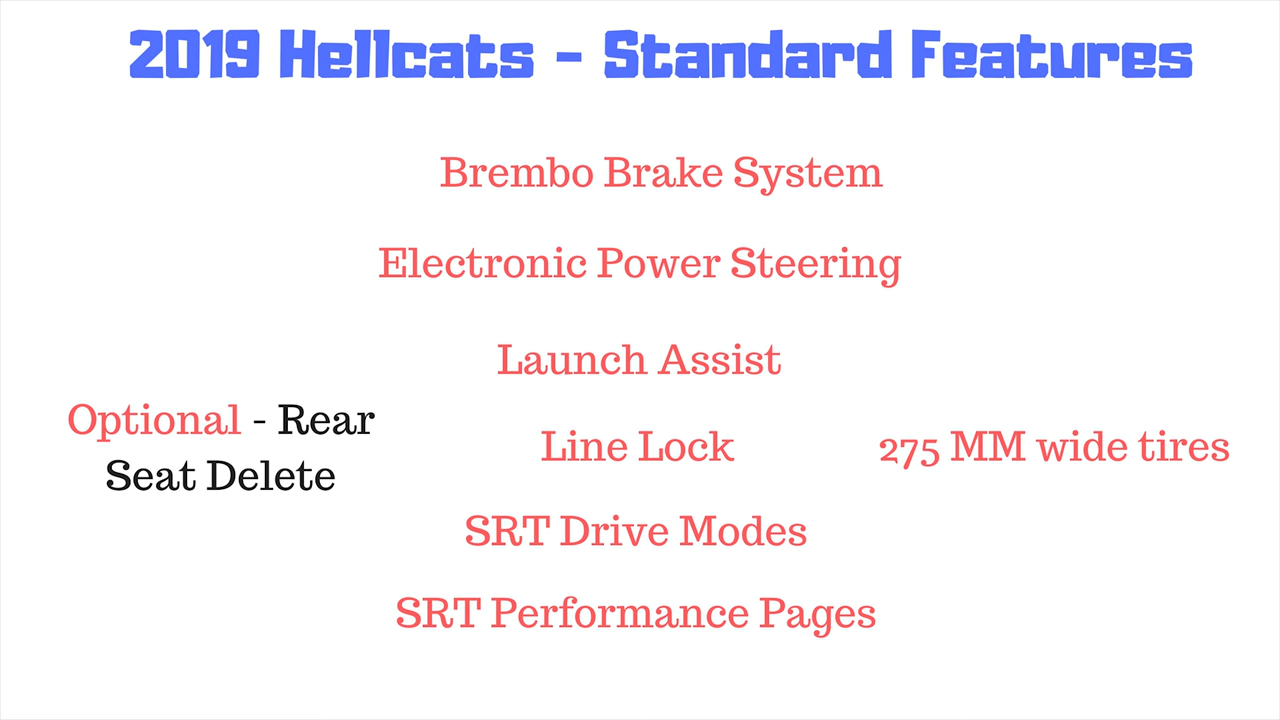 2019 Hellcats - Standard Features
Brembo Brake System
Electronic Power Steering
Launch Assist
Optional - Rear
Seat Delete
Line Lock
275 MM wide tires
SRT Drive Modes
SRT Performance Pages